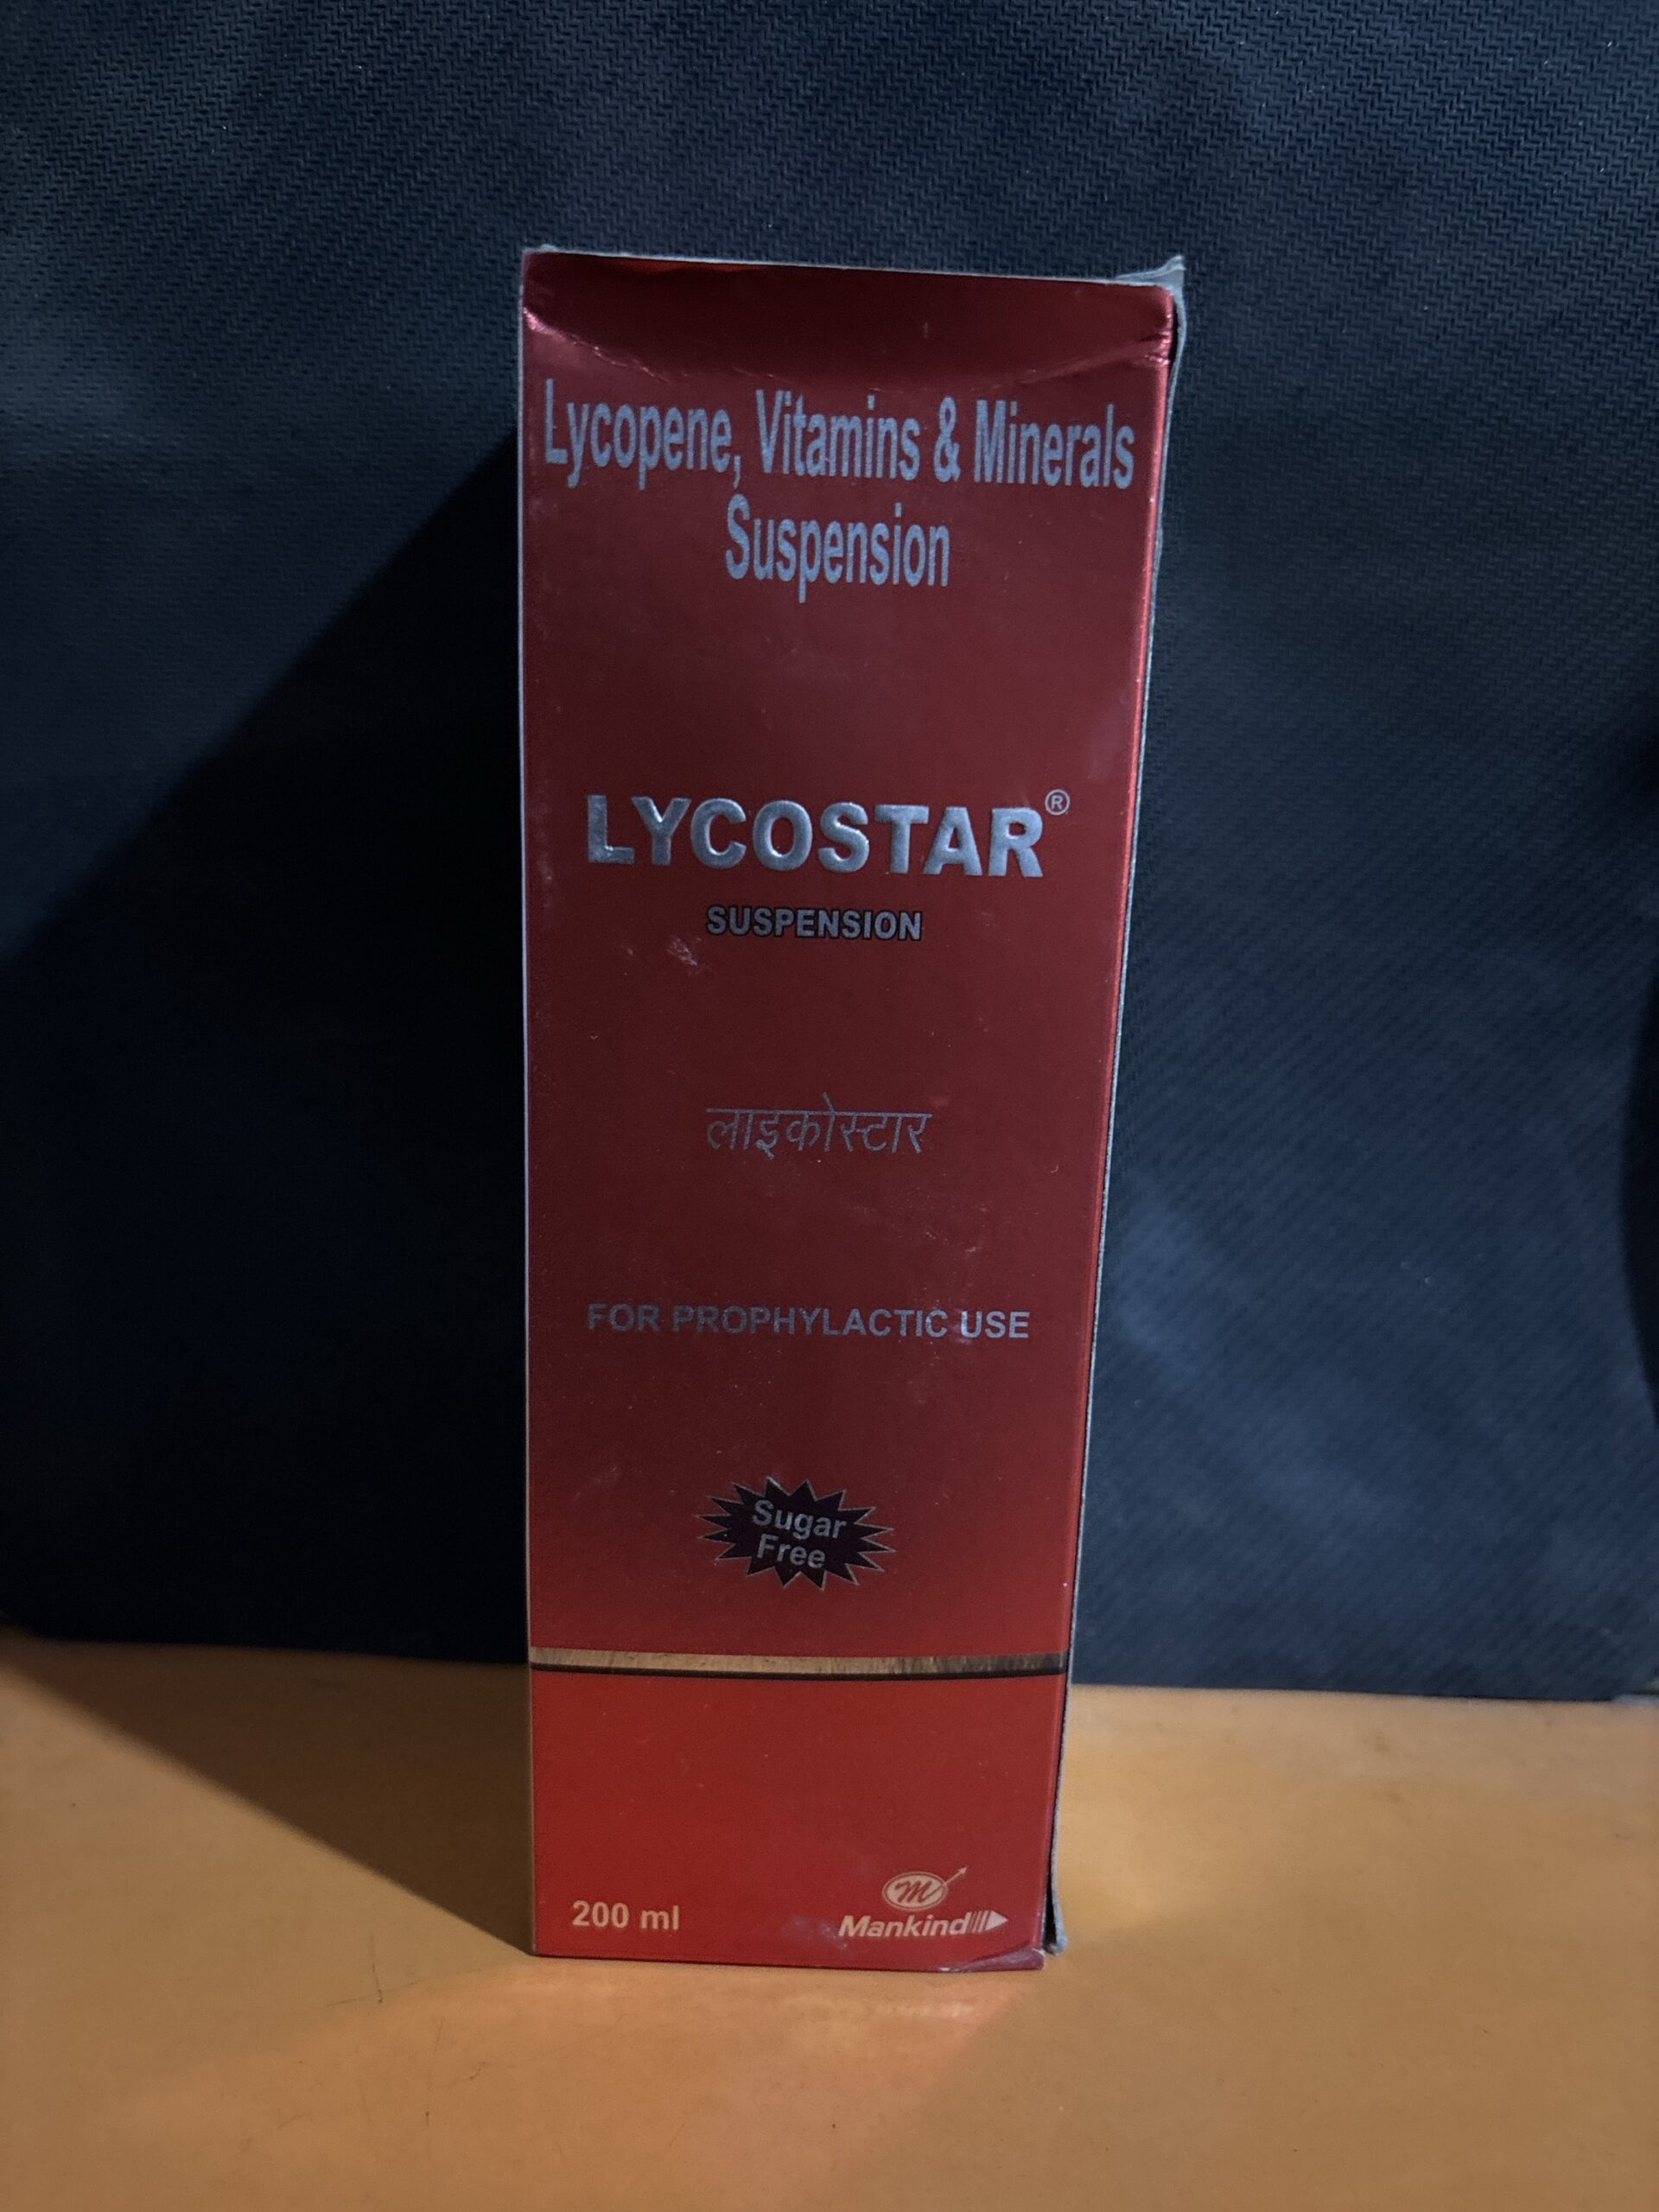 Lycopene, Vitamins & Minerals
Suspension
LYCOSTAR®
SUSPENSION
लाइकोस्टार
FOR PROPHYLACTIC USE
Sugar
Free
200 ml
m
Mankind